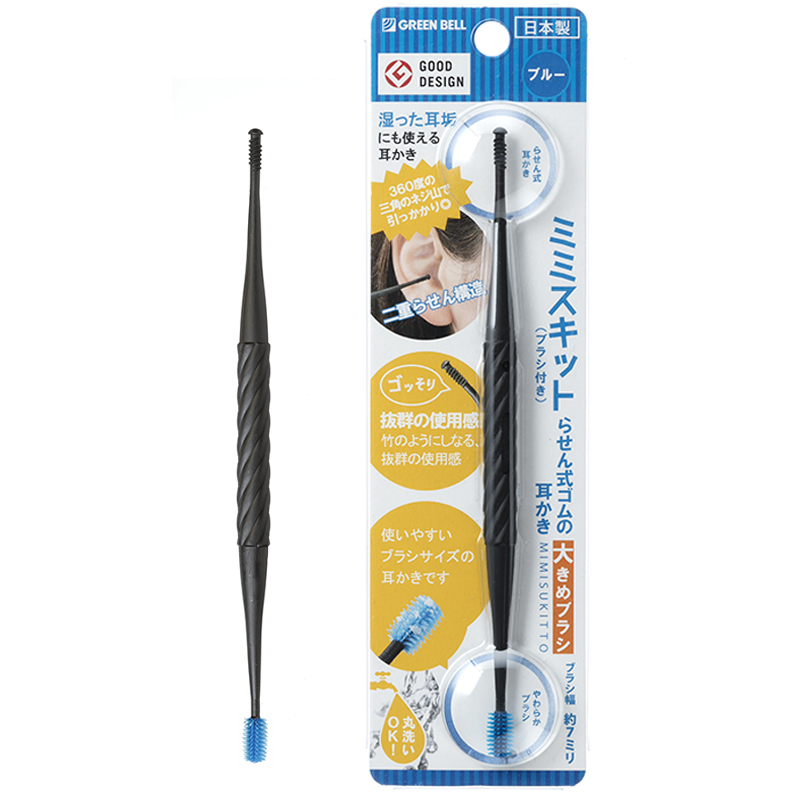 GREEN BELL
日本製
GOOD
DESIGN
ブルー
湿った耳垢
にも使える
耳かき
らせん式
耳かき
360度の
三角のネジ山で
引っかかり◎
二重らせん構造
ミミスキット
(ブラシ付き)
らせん式ゴムの
耳かき
大きめブラシ
MIMISUKITTO
ブラシ幅 約7ミリ
ゴッそり
抜群の使用感
竹のようにしなる、
抜群の使用感
使いやすい
ブラシサイズの
耳かきです
やわらか
ブラシ
丸洗い
OK!